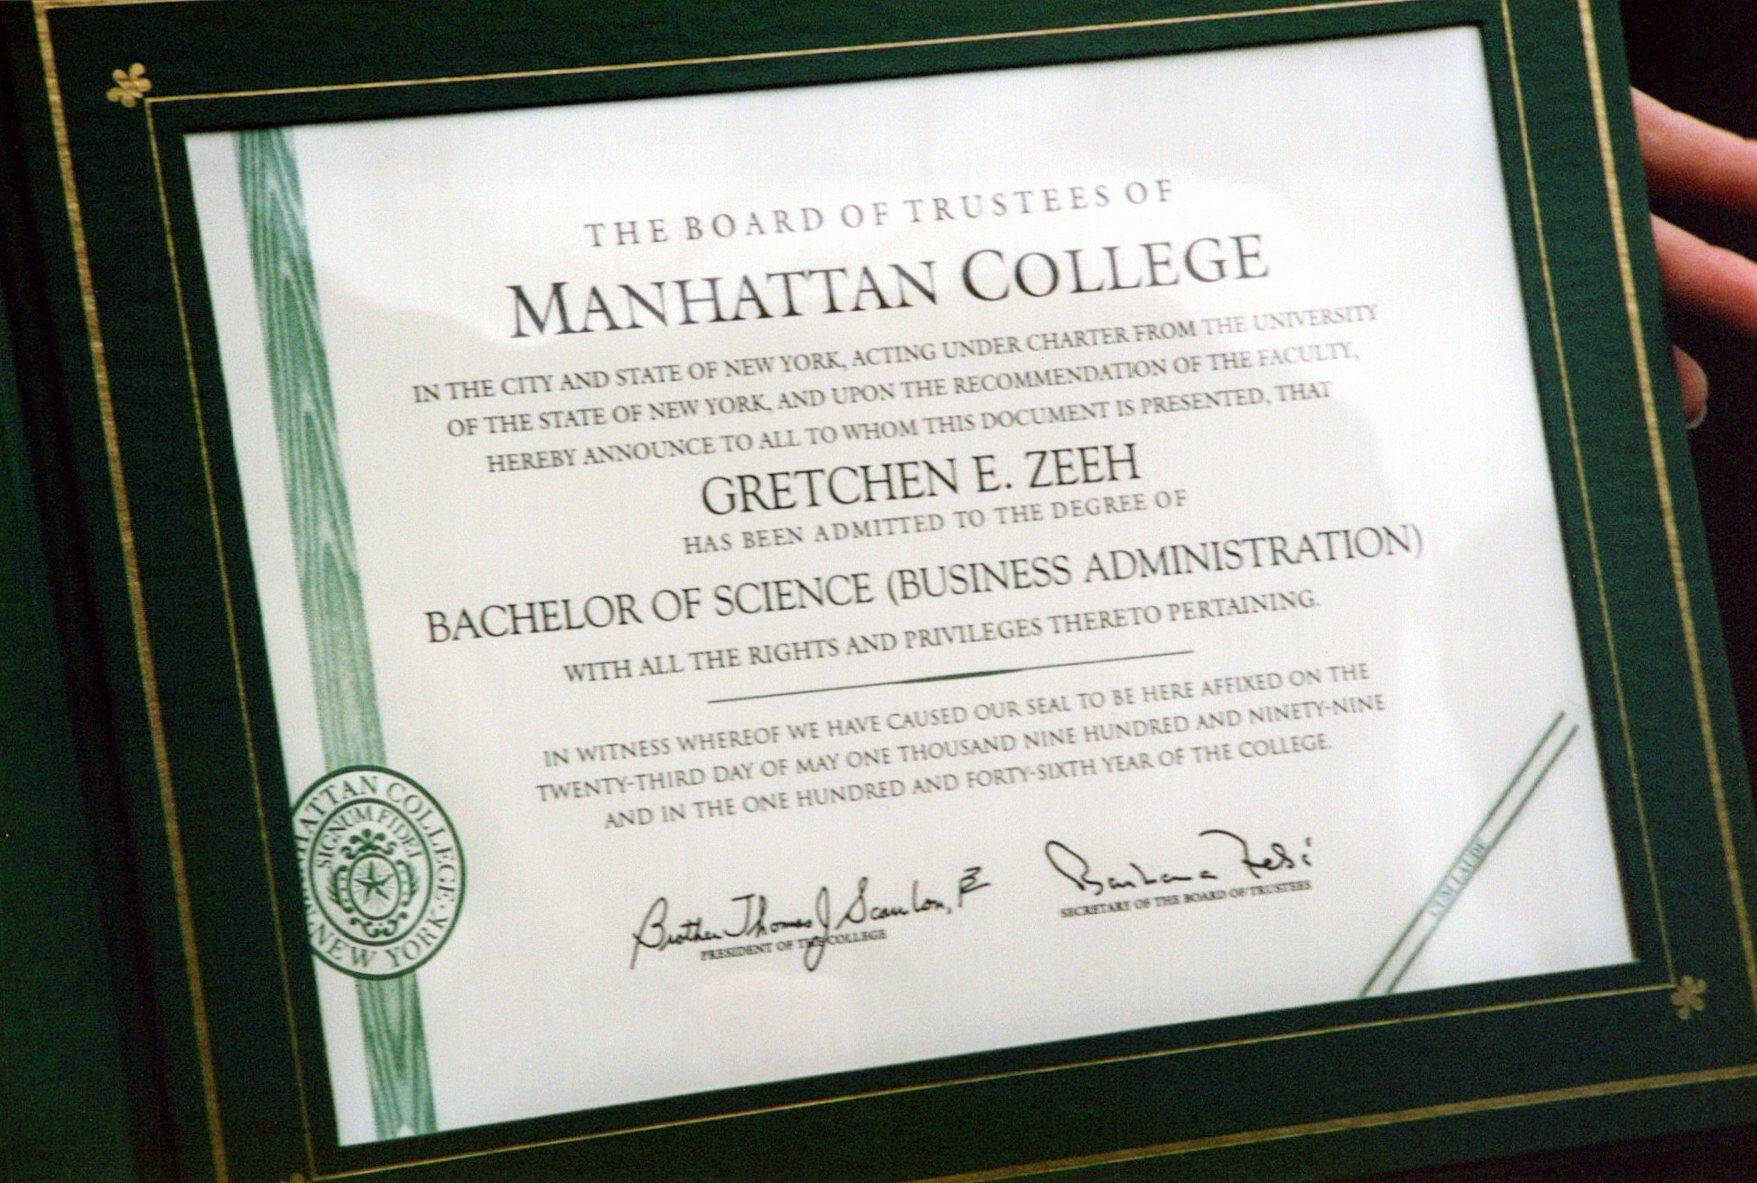 THE BOARD OF TRUSTEES OF
MANHATTAN COLLEGE
IN THE CITY AND STATE OF NEW YORK, ACTING UNDER CHARTER FROM THE UNIVERSITY
OF THE STATE OF NEW YORK, AND UPON THE RECOMMENDATION OF THE FACULTY,
HEREBY ANNOUNCE TO ALL TO WHOM THIS DOCUMENT IS PRESENTED, THAT
GRETCHEN E. ZEEH
HAS BEEN ADMITTED TO THE DEGREE OF
BACHELOR OF SCIENCE (BUSINESS ADMINISTRATION)
WITH ALL THE RIGHTS AND PRIVILEGES THERETO PERTAINING.
IN WITNESS WHEREOF WE HAVE CAUSED OUR SEAL TO BE HERE AFFIXED ON THE
TWENTY-THIRD DAY OF MAY ONE THOUSAND NINE HUNDRED AND NINETY-NINE
AND IN THE ONE HUNDRED AND FORTY-SIXTH YEAR OF THE COLLEGE.
MANHATTAN COLLEGE
SIGNUM FIDEI
NEW YORK
Brother Thomas J Scanlon,
PRESIDENT OF THE COLLEGE
Barbara
SECRETARY OF THE BOARD OF TRUSTEES
CUM LAUDE